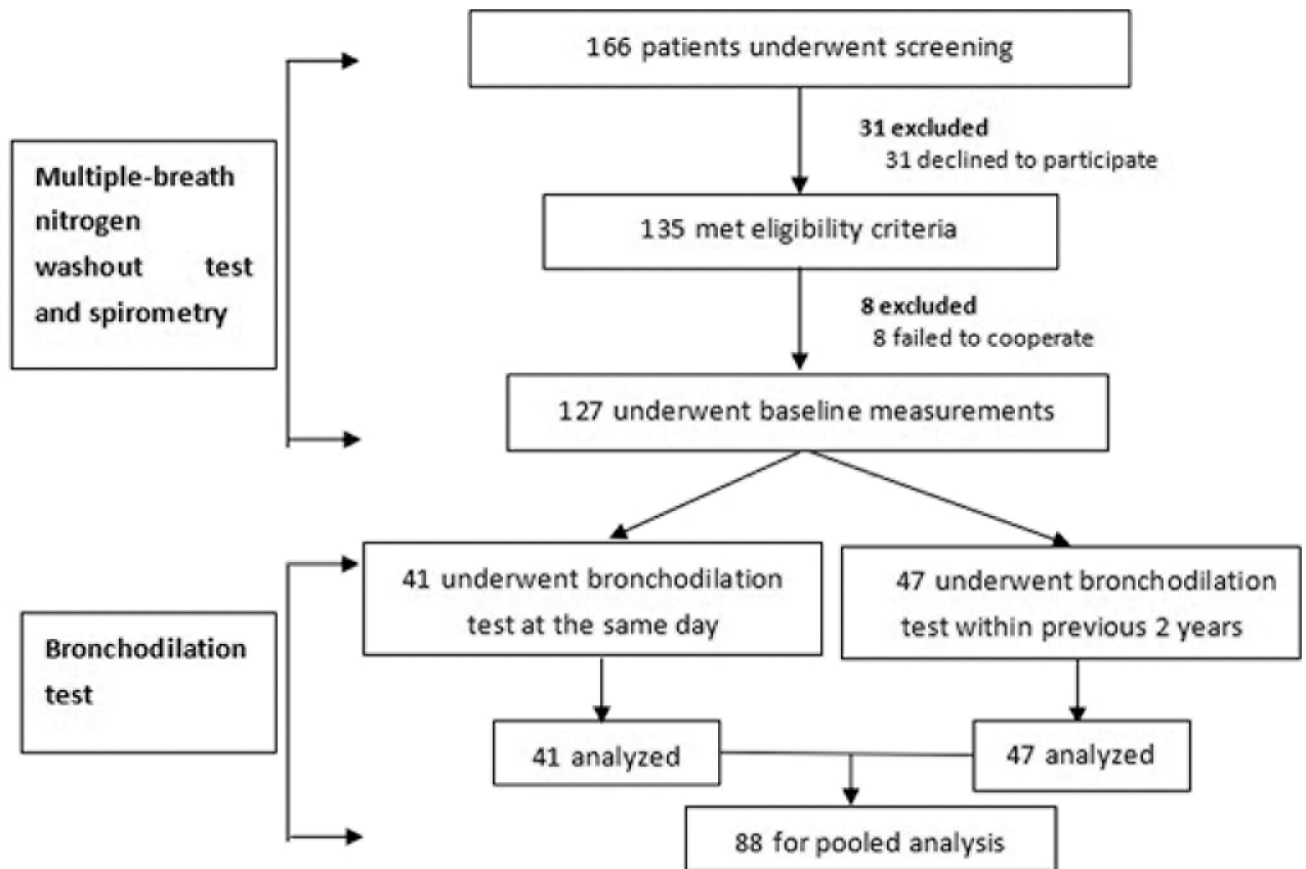 166 patients underwent screening
31 excluded
31 declined to participate
135 met eligibility criteria
8 excluded
8 failed to cooperate
127 underwent baseline measurements
Multiple-breath
nitrogen
washout test
and spirometry
41 underwent bronchodilation
test at the same day
47 underwent bronchodilation
test within previous 2 years
Bronchodilation
test
41 analyzed
47 analyzed
88 for pooled analysis